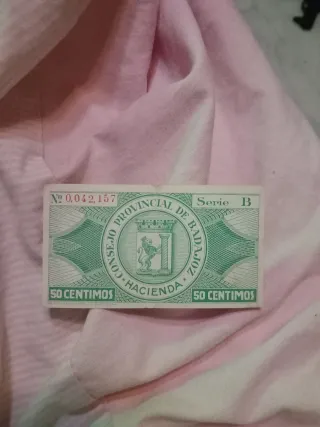 Nº 0,042,157 Serie B
CONSEJO PROVINCIAL DE BADAJOZ
· HACIENDA ·
50 CENTIMOS 50 CENTIMOS